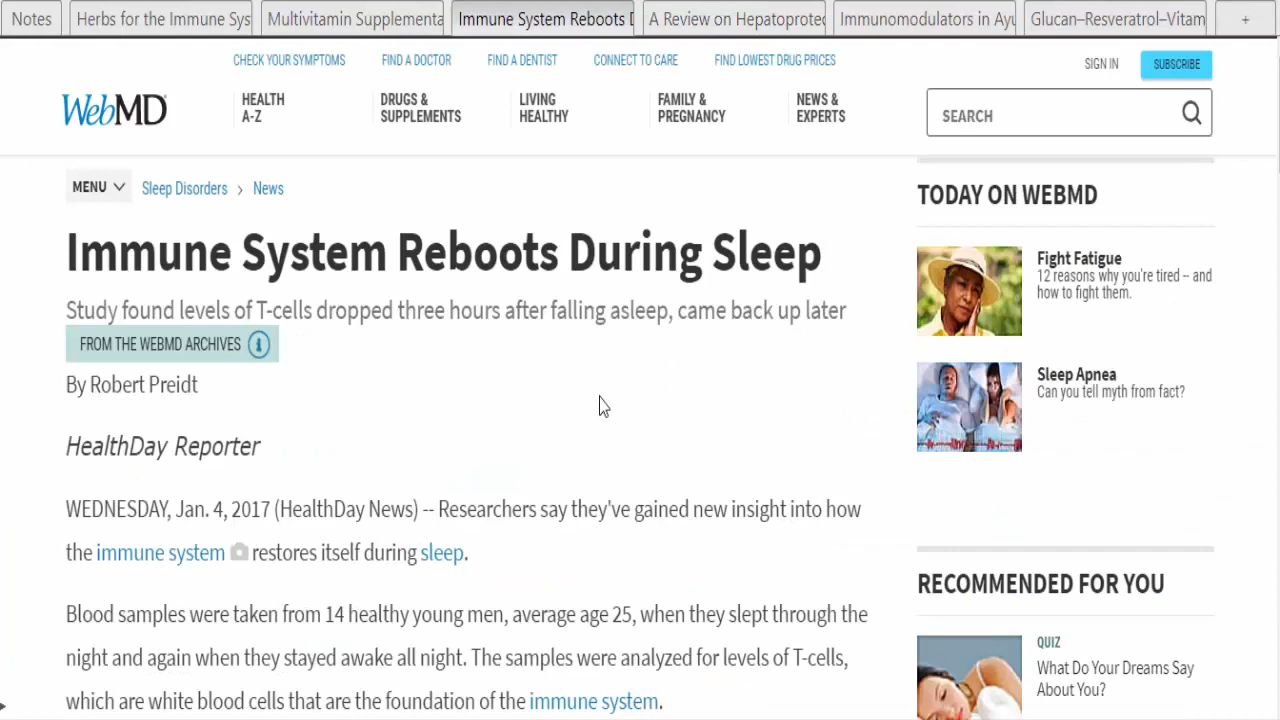 Notes
Herbs for the Immune Sys
Multivitamin Supplementa
Immune System Reboots D
A Review on Hepatoprotec
Immunomodulators in Ayu
Glucan–Resveratrol–Vitam
+
CHECK YOUR SYMPTOMS
FIND A DOCTOR
FIND A DENTIST
CONNECT TO CARE
FIND LOWEST DRUG PRICES
SIGN IN
SUBSCRIBE
WebMD
HEALTH
A-Z
DRUGS &
SUPPLEMENTS
LIVING
HEALTHY
FAMILY &
PREGNANCY
NEWS &
EXPERTS
SEARCH
MENU
Sleep Disorders > News
Immune System Reboots During Sleep
Study found levels of T-cells dropped three hours after falling asleep, came back up later
FROM THE WEBMD ARCHIVES
By Robert Preidt
HealthDay Reporter
WEDNESDAY, Jan. 4, 2017 (HealthDay News) -- Researchers say they've gained new insight into how
the immune system restores itself during sleep.
Blood samples were taken from 14 healthy young men, average age 25, when they slept through the
night and again when they stayed awake all night. The samples were analyzed for levels of T-cells,
which are white blood cells that are the foundation of the immune system.
TODAY ON WEBMD
Fight Fatigue
12 reasons why you're tired -- and
how to fight them.
Sleep Apnea
Can you tell myth from fact?
RECOMMENDED FOR YOU
QUIZ
What Do Your Dreams Say
About You?